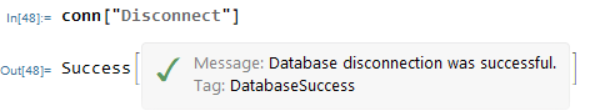 In[48]:= conn["Disconnect"]
Out[48]= Success[ ✓ Message: Database disconnection was successful. ]
Tag: DatabaseSuccess